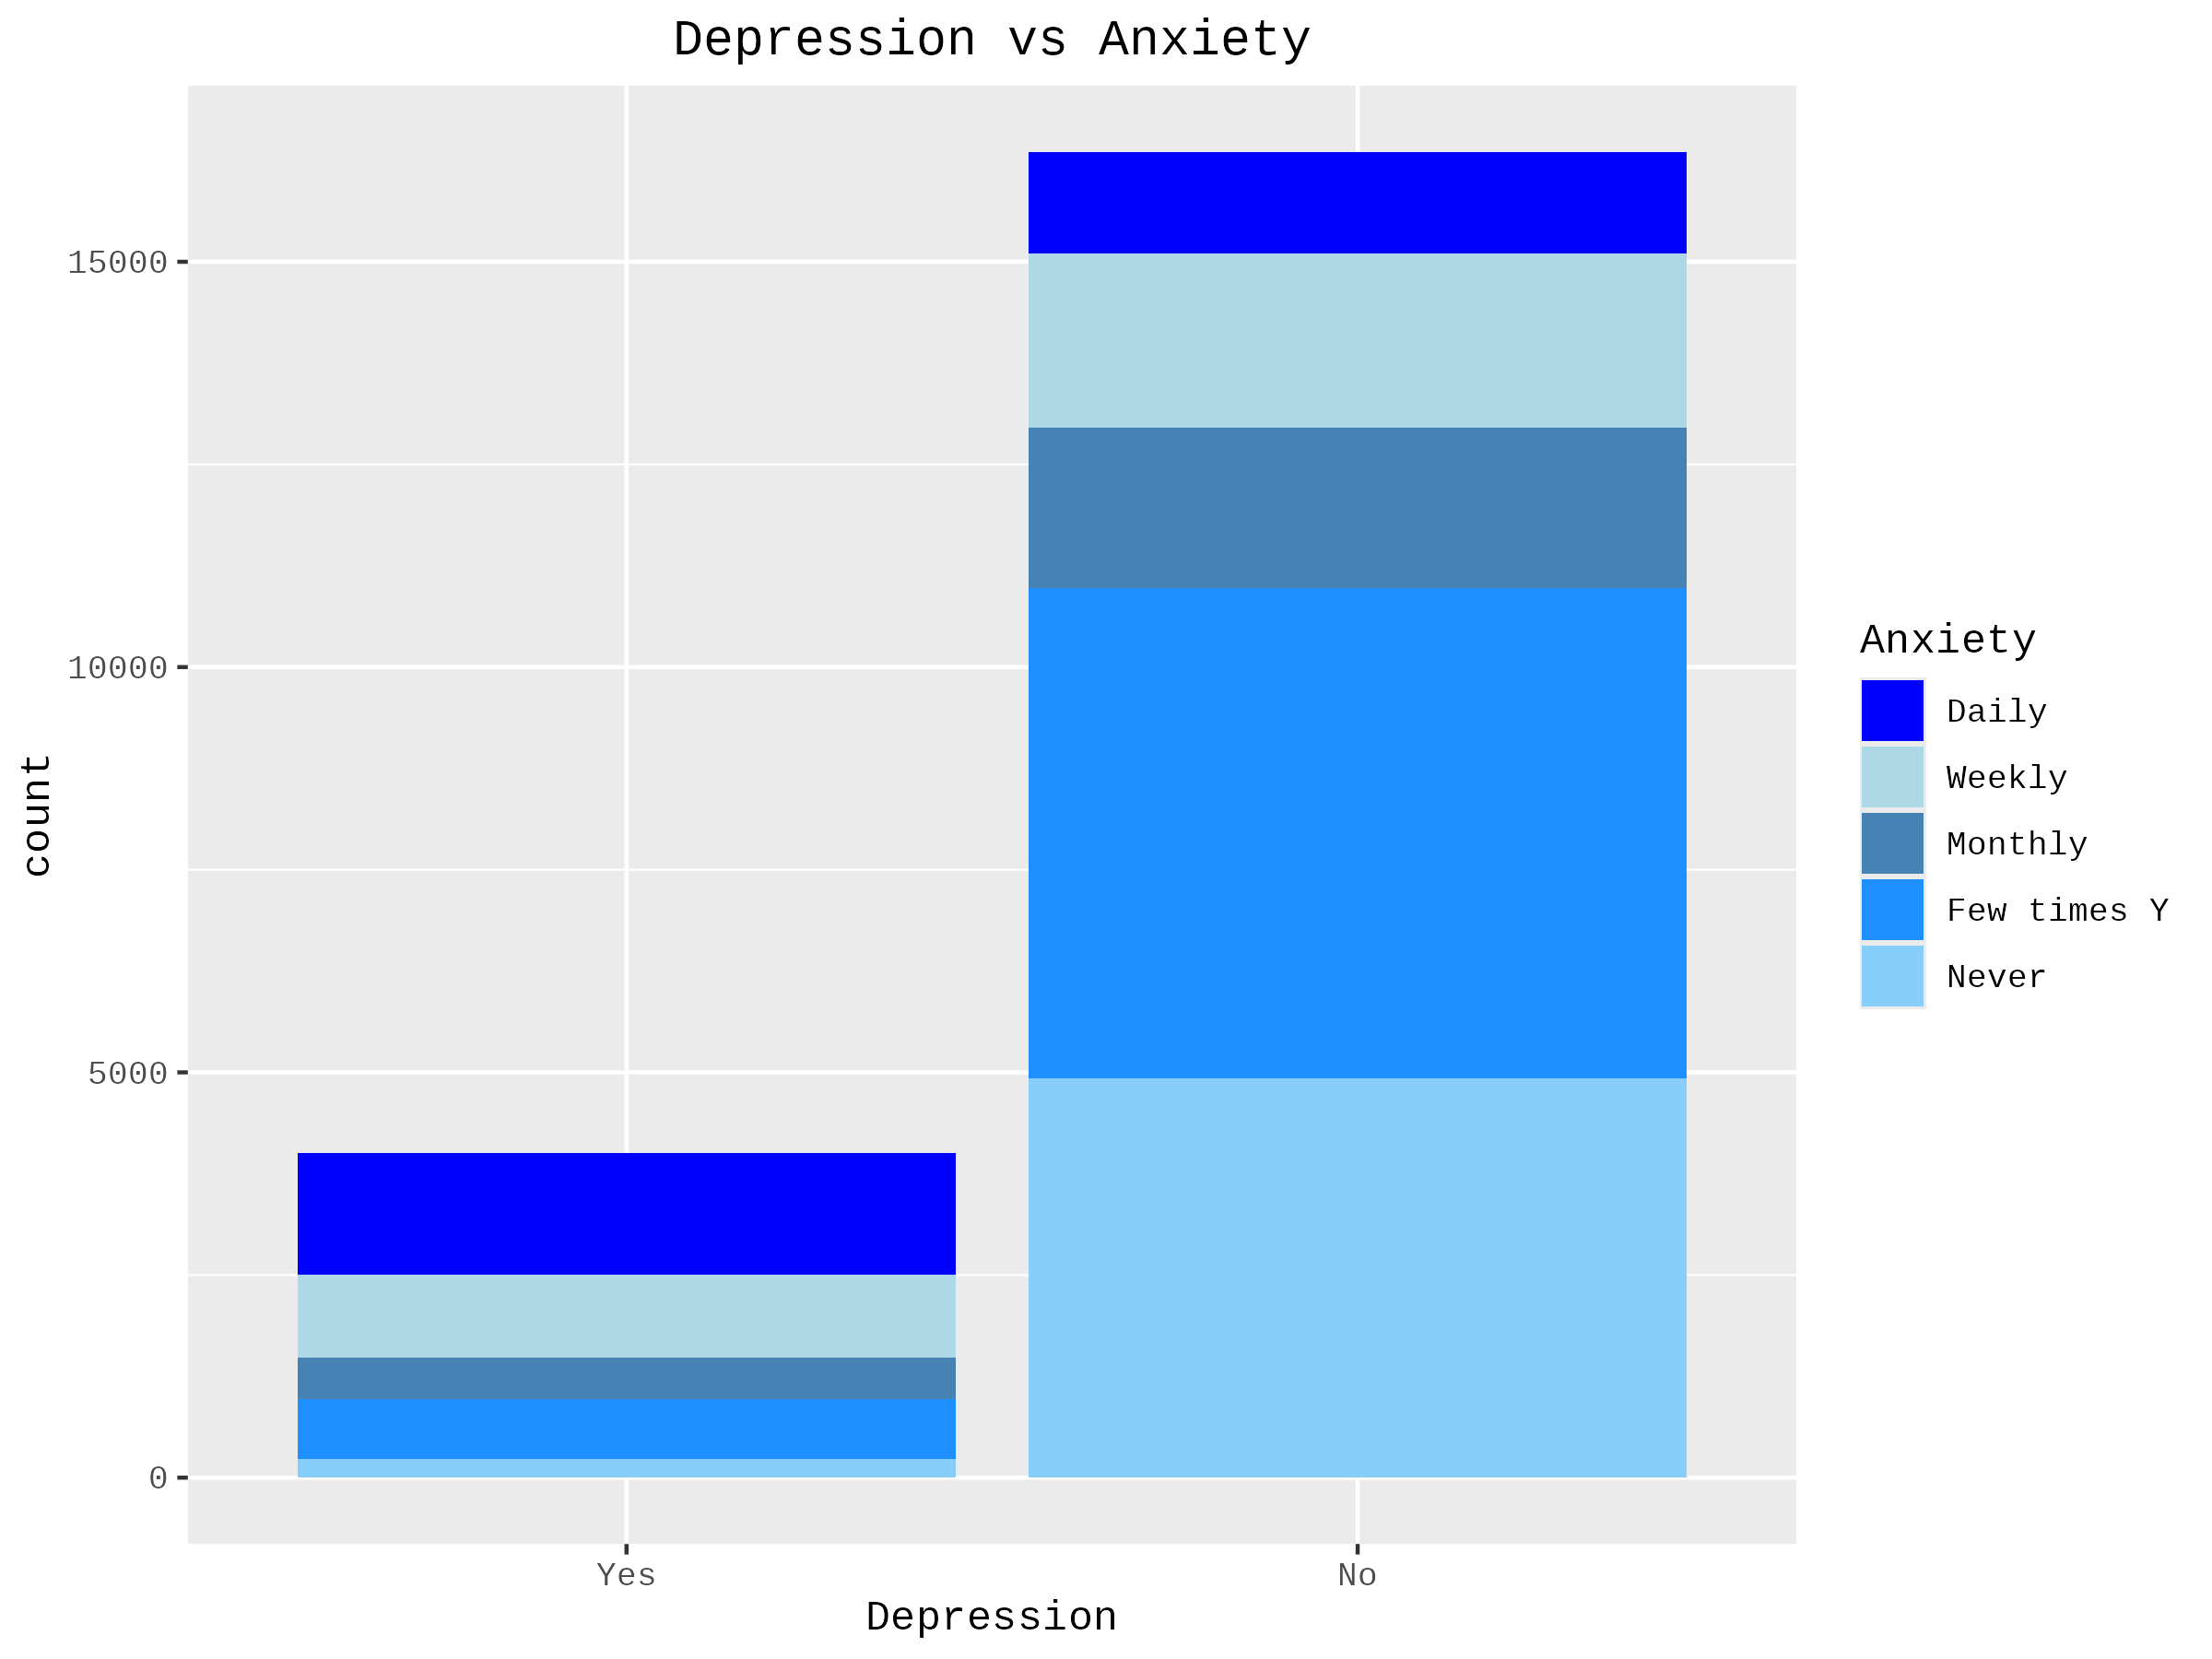 Depression vs Anxiety
15000
10000
5000
0
count
Yes
No
Depression
Anxiety
Daily
Weekly
Monthly
Few times Y
Never